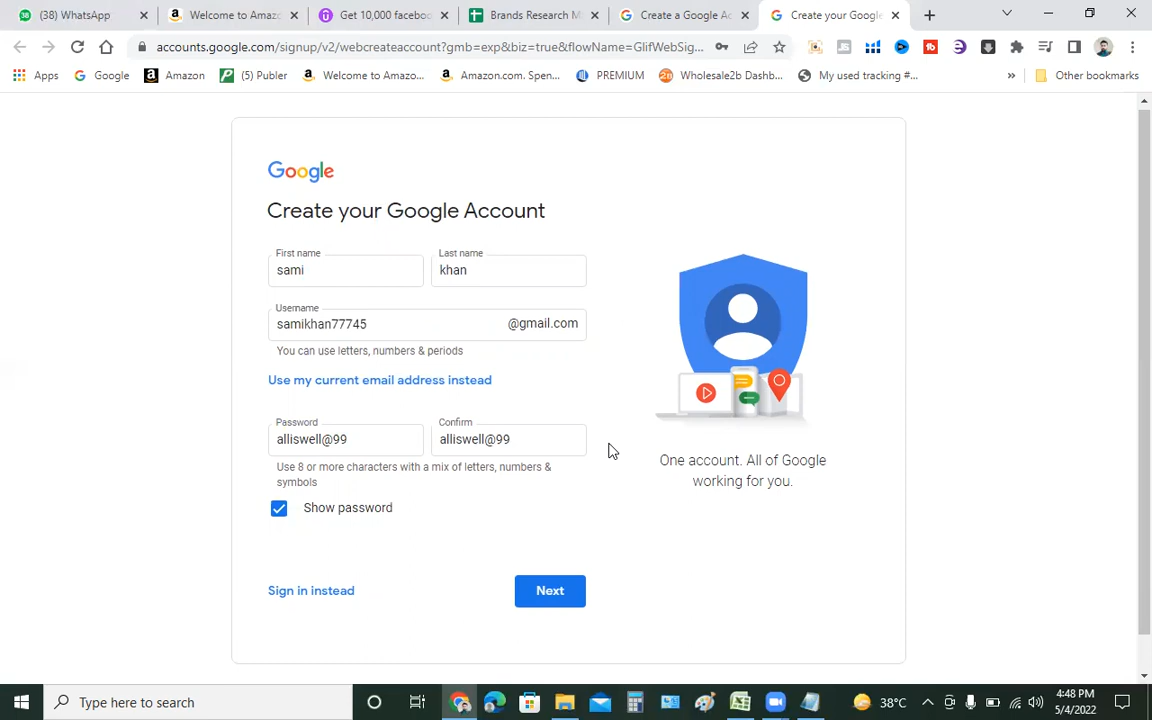 (38) WhatsApp
Welcome to Amaz
Get 10,000 facebo
Brands Research M
Create a Google Ac
Create your Google
accounts.google.com/signup/v2/webcreateaccount?gmb=exp&biz=true&flowName=GlifWebSig...
Apps
Google
Amazon
(5) Publer
Welcome to Amazo...
Amazon.com. Spen...
PREMIUM
Wholesale2b Dashb...
My used tracking #...
»
Other bookmarks
Google
Create your Google Account
First name
Last name
sami
khan
Username
samikhan77745
@gmail.com
You can use letters, numbers & periods
Use my current email address instead
Password
Confirm
alliswell@99
alliswell@99
Use 8 or more characters with a mix of letters, numbers &
symbols
Show password
One account. All of Google
working for you.
Sign in instead
Next
Type here to search
38°C
4:48 PM
5/4/2022